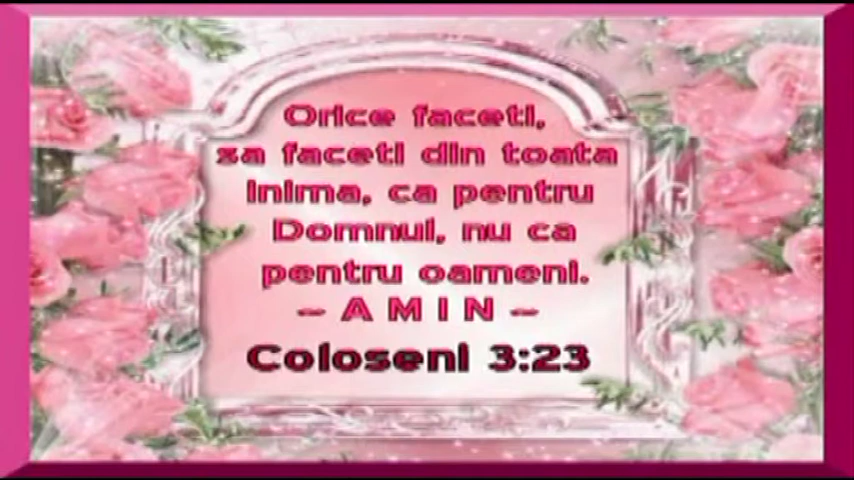 Orice faceti,
sa faceti din toata
inima, ca pentru
Domnul, nu ca
pentru oameni.
~ A M I N ~
Coloseni 3:23